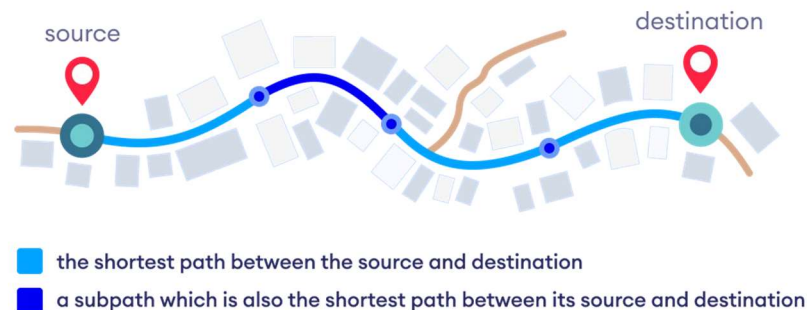 source
destination
the shortest path between the source and destination
a subpath which is also the shortest path between its source and destination